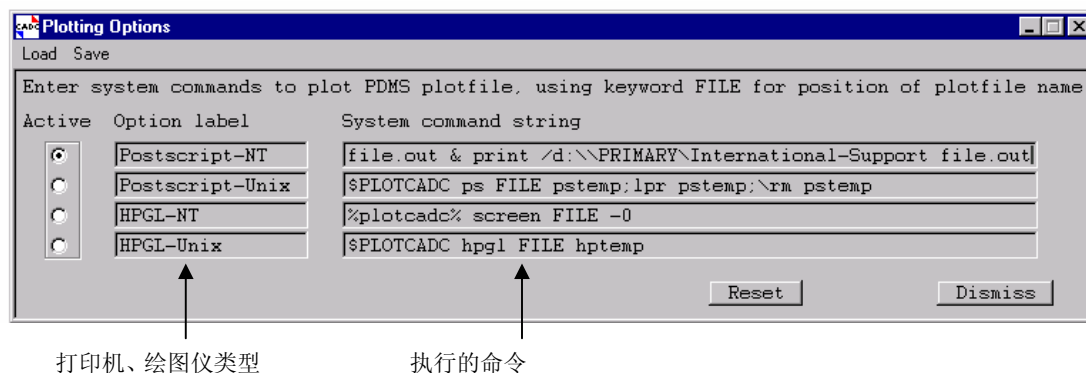 CADC Plotting Options
Load Save
Enter system commands to plot PDMS plotfile, using keyword FILE for position of plotfile name
Active Option label System command string
Postscript-NT file.out & print /d:\\PRIMARY\International-Support file.out
Postscript-Unix $PLOTCADC ps FILE pstemp;lpr pstemp;\rm pstemp
HPGL-NT %plotcadc% screen FILE -0
HPGL-Unix $PLOTCADC hpgl FILE hptemp
Reset Dismiss
打印机、绘图仪类型 执行的命令